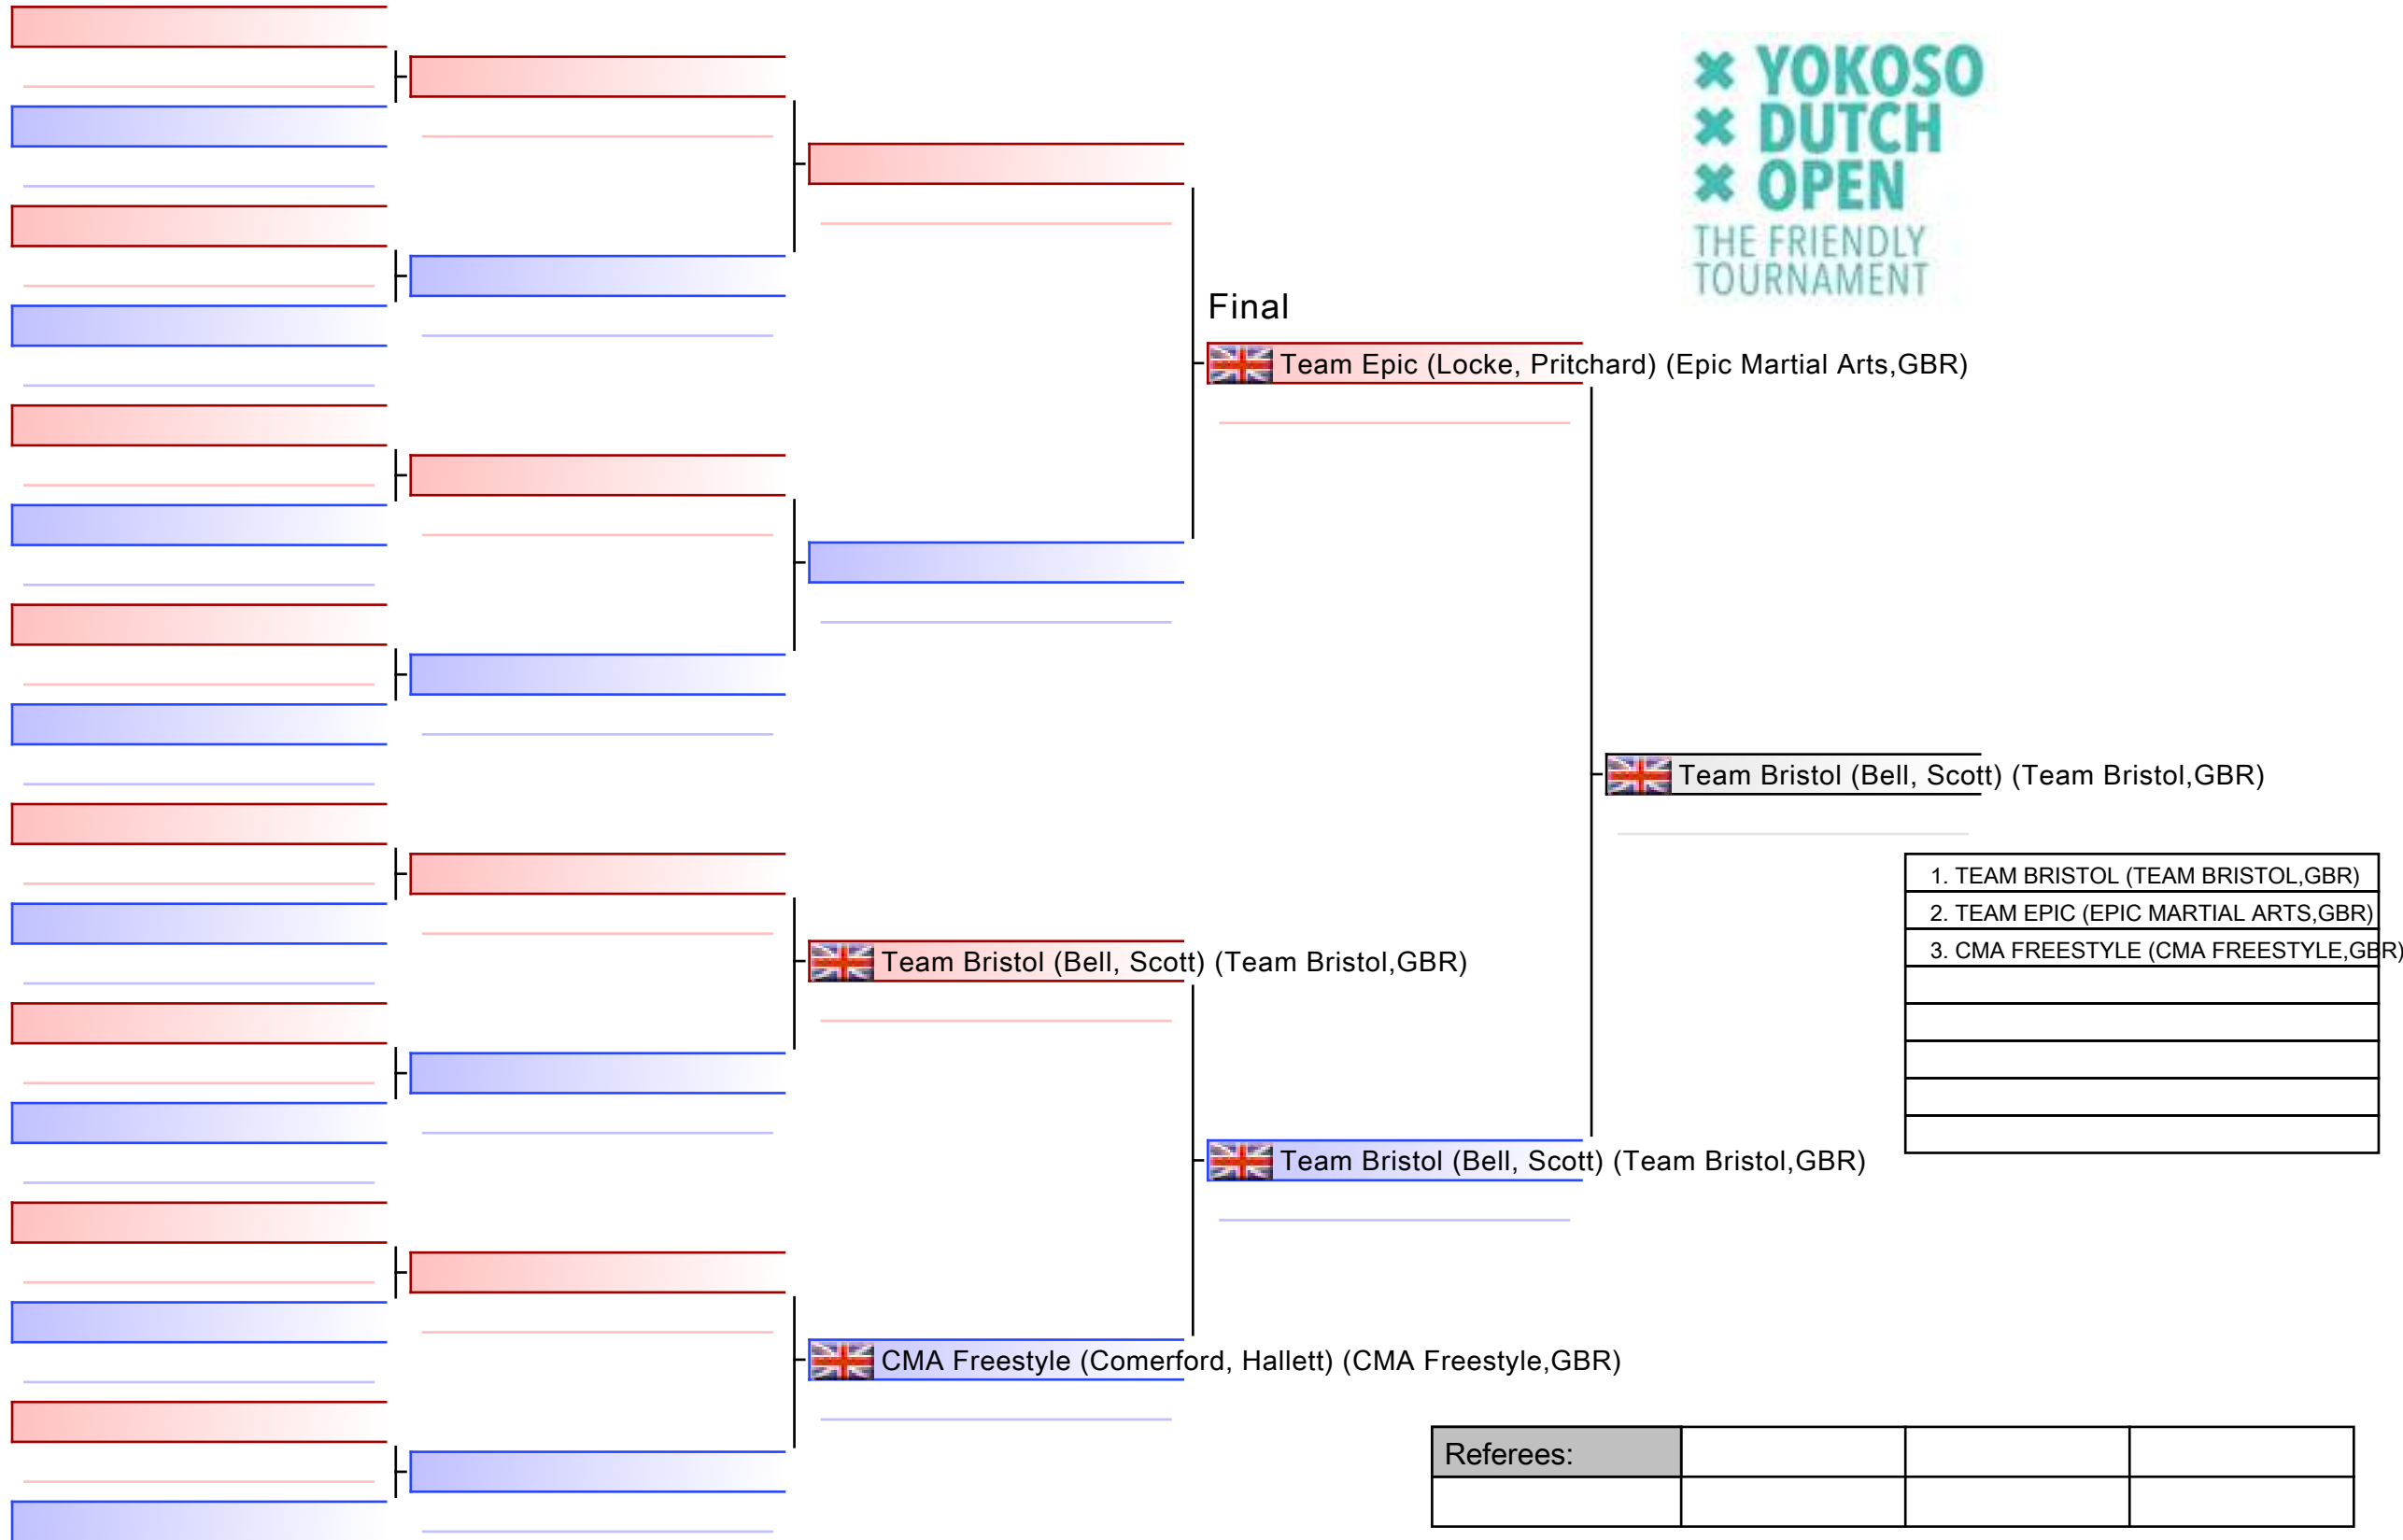 YOKOSO
DUTCH
OPEN
THE FRIENDLY
TOURNAMENT
Final
Team Epic (Locke, Pritchard) (Epic Martial Arts,GBR)
Team Bristol (Bell, Scott) (Team Bristol,GBR)
1. TEAM BRISTOL (TEAM BRISTOL,GBR)
2. TEAM EPIC (EPIC MARTIAL ARTS,GBR)
3. CMA FREESTYLE (CMA FREESTYLE,GBR)
Team Bristol (Bell, Scott) (Team Bristol,GBR)
Team Bristol (Bell, Scott) (Team Bristol,GBR)
CMA Freestyle (Comerford, Hallett) (CMA Freestyle,GBR)
Referees: